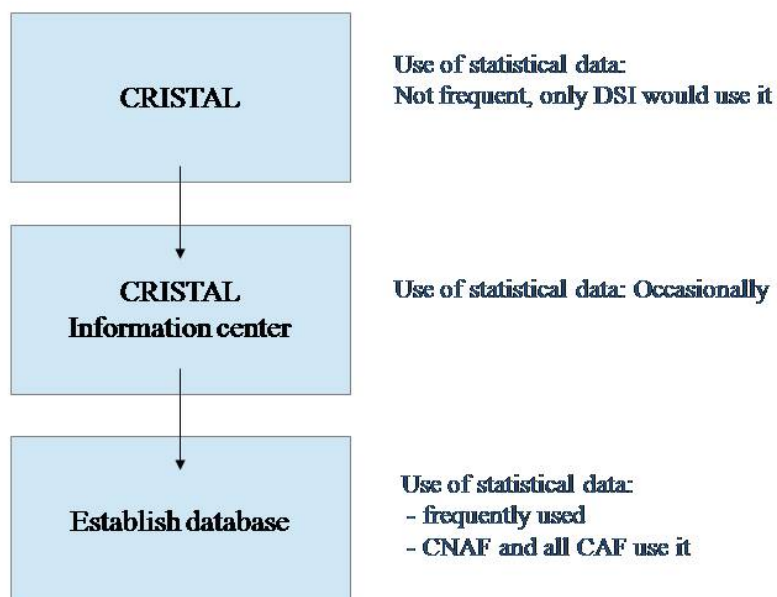 CRISTAL
Use of statistical data:
Not frequent, only DSI would use it
CRISTAL
Information center
Use of statistical data: Occasionally
Establish database
Use of statistical data:
- frequently used
- CNAF and all CAF use it